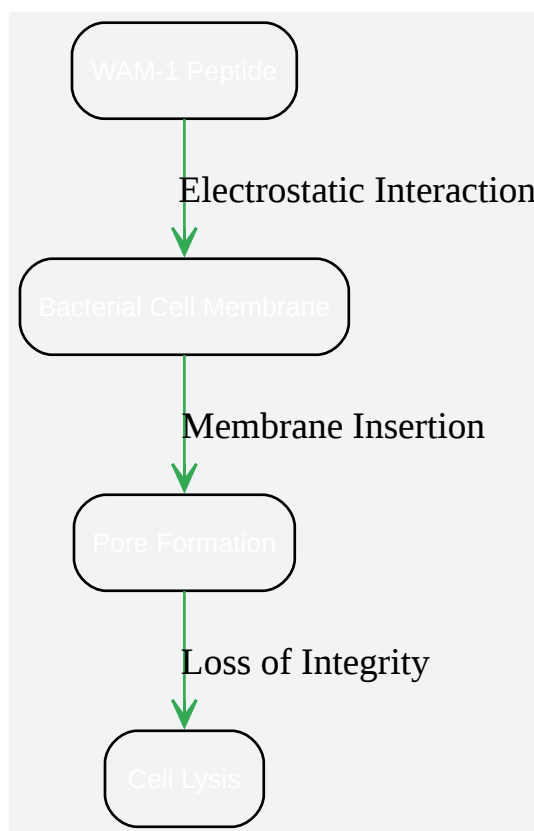 WAM-1 Peptide
Electrostatic Interaction
Bacterial Cell Membrane
Membrane Insertion
Pore Formation
Loss of Integrity
Cell Lysis